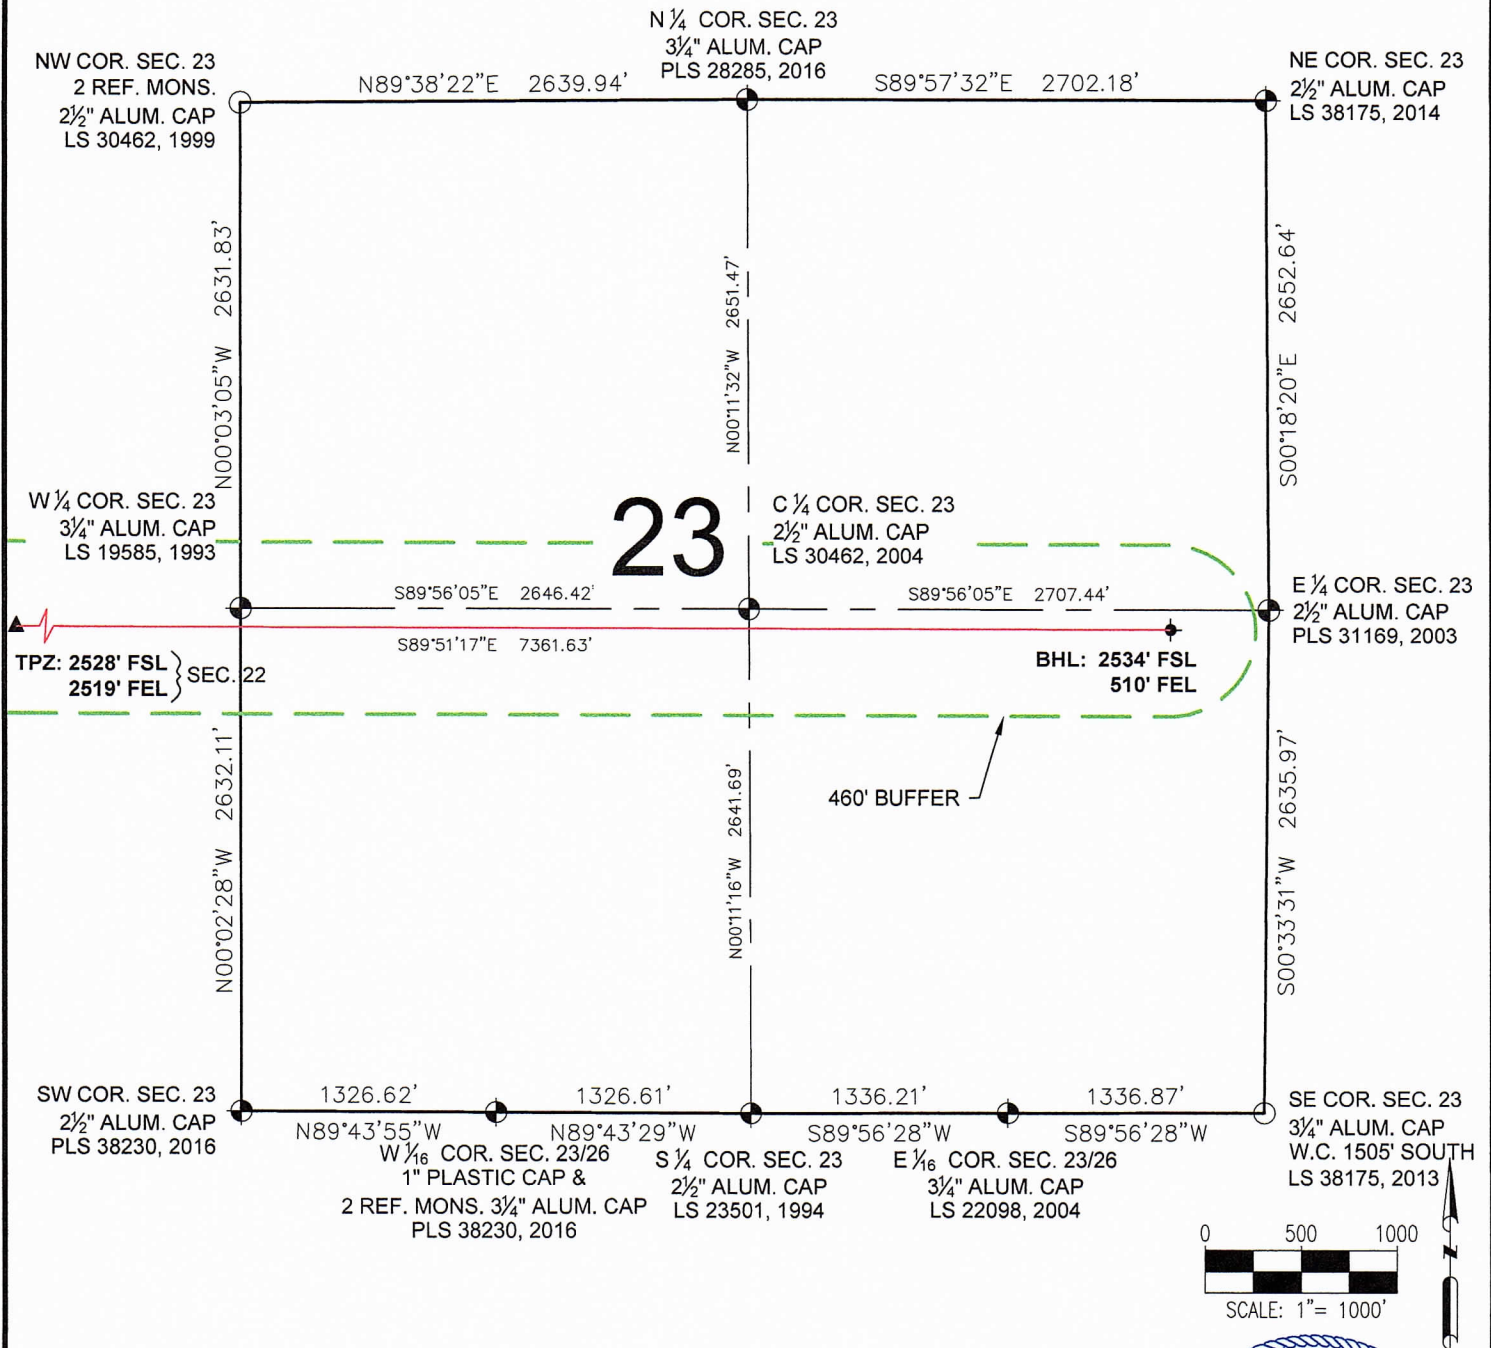 N ¼ COR. SEC. 23
3¼" ALUM. CAP
PLS 28285, 2016
NW COR. SEC. 23
2 REF. MONS.
2½" ALUM. CAP
LS 30462, 1999
N89°38'22"E 2639.94'
S89°57'32"E 2702.18'
NE COR. SEC. 23
2½" ALUM. CAP
LS 38175, 2014
N00°03'05"W 2631.83'
N00°11'32"W 2651.47'
S00°18'20"E 2652.64'
W ¼ COR. SEC. 23
3¼" ALUM. CAP
LS 19585, 1993
23
C ¼ COR. SEC. 23
2½" ALUM. CAP
LS 30462, 2004
S89°56'05"E 2646.42'
S89°56'05"E 2707.44'
E ¼ COR. SEC. 23
2½" ALUM. CAP
PLS 31169, 2003
S89°51'17"E 7361.63'
TPZ: 2528' FSL
2519' FEL
SEC. 22
BHL: 2534' FSL
510' FEL
460' BUFFER
N00°02'28"W 2632.11'
N00°11'16"W 2641.69'
S00°33'31"W 2635.97'
SW COR. SEC. 23
2½" ALUM. CAP
PLS 38230, 2016
1326.62'
N89°43'55"W
1326.61'
N89°43'29"W
1336.21'
S89°56'28"W
1336.87'
S89°56'28"W
W 1⁄16 COR. SEC. 23/26
1" PLASTIC CAP &
2 REF. MONS. 3¼" ALUM. CAP
PLS 38230, 2016
S ¼ COR. SEC. 23
2½" ALUM. CAP
LS 23501, 1994
E 1⁄16 COR. SEC. 23/26
3¼" ALUM. CAP
LS 22098, 2004
SE COR. SEC. 23
3¼" ALUM. CAP
W.C. 1505' SOUTH
LS 38175, 2013
0 500 1000
SCALE: 1"= 1000'
N